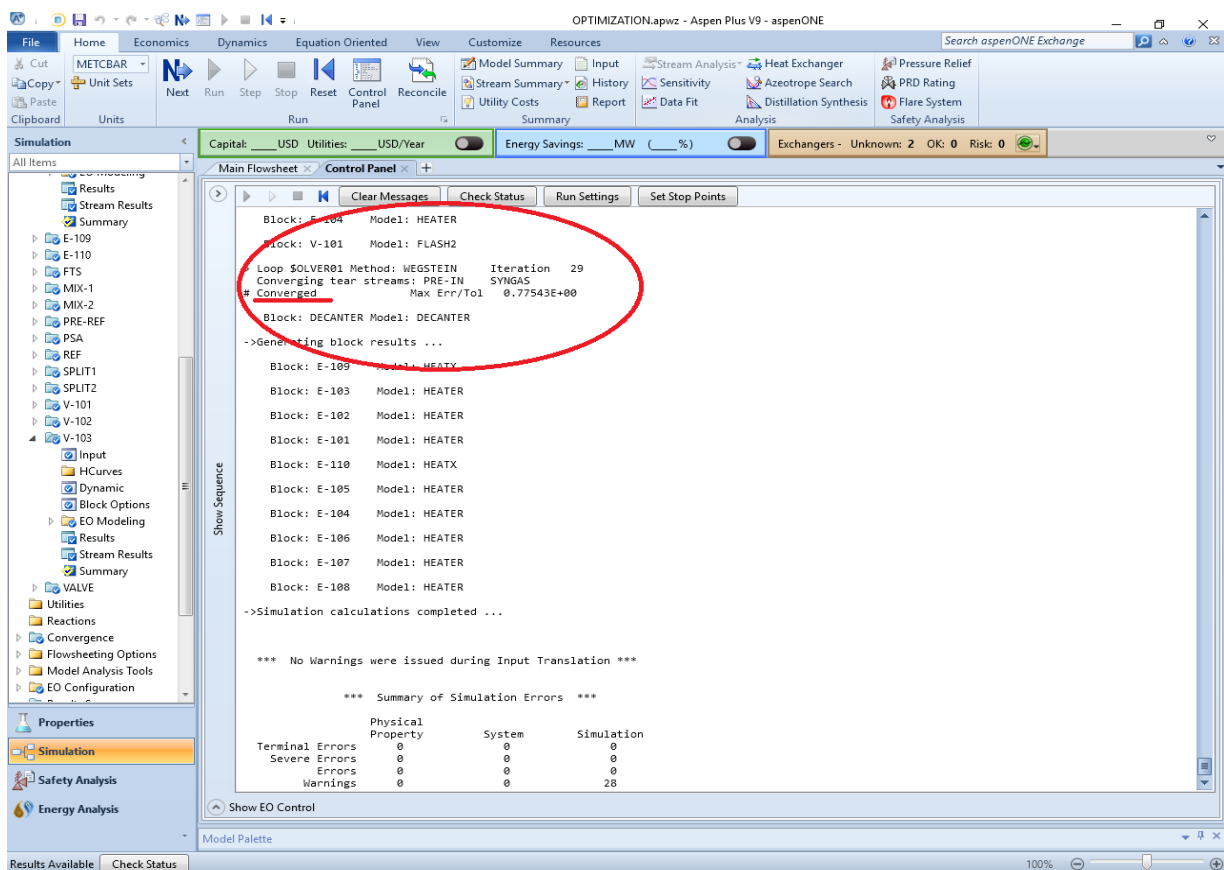 OPTIMIZATION.apwz - Aspen Plus V9 - aspenONE
File Home Economics Dynamics Equation Oriented View Customize Resources Search aspenONE Exchange
Cut METCBAR Model Summary Input Stream Analysis Heat Exchanger Pressure Relief
Copy Unit Sets Next Run Step Stop Reset Control Panel Reconcile Stream Summary History Sensitivity Azeotrope Search PRD Rating
Paste Utility Costs Report Data Fit Distillation Synthesis Flare System
Clipboard Units Run Summary Analysis Safety Analysis
Simulation Capital: ____USD Utilities: ____USD/Year Energy Savings: ____MW (____%) Exchangers - Unknown: 2 OK: 0 Risk: 0
All Items Main Flowsheet Control Panel
EO Modeling
Results
Stream Results
Summary
E-109
E-110
FTS
MIX-1
MIX-2
PRE-REF
PSA
REF
SPLIT1
SPLIT2
V-101
V-102
V-103
Input
HCurves
Dynamic
Block Options
EO Modeling
Results
Stream Results
Summary
VALVE
Utilities
Reactions
Convergence
Flowsheeting Options
Model Analysis Tools
EO Configuration
Properties
Simulation
Safety Analysis
Energy Analysis
Show Sequence
Clear Messages Check Status Run Settings Set Stop Points
Block: E-104 Model: HEATER
Block: V-101 Model: FLASH2
> Loop $OLVER01 Method: WEGSTEIN Iteration 29
Converging tear streams: PRE-IN SYNGAS
# Converged Max Err/Tol 0.77543E+00
Block: DECANTER Model: DECANTER
->Generating block results ...
Block: E-109 Model: HEATX
Block: E-103 Model: HEATER
Block: E-102 Model: HEATER
Block: E-101 Model: HEATER
Block: E-110 Model: HEATX
Block: E-105 Model: HEATER
Block: E-104 Model: HEATER
Block: E-106 Model: HEATER
Block: E-107 Model: HEATER
Block: E-108 Model: HEATER
->Simulation calculations completed ...
*** No Warnings were issued during Input Translation ***
*** Summary of Simulation Errors ***
Physical
Property System Simulation
Terminal Errors 0 0 0
Severe Errors 0 0 0
Errors 0 0 0
Warnings 0 0 28
Show EO Control
Model Palette
Results Available Check Status 100%